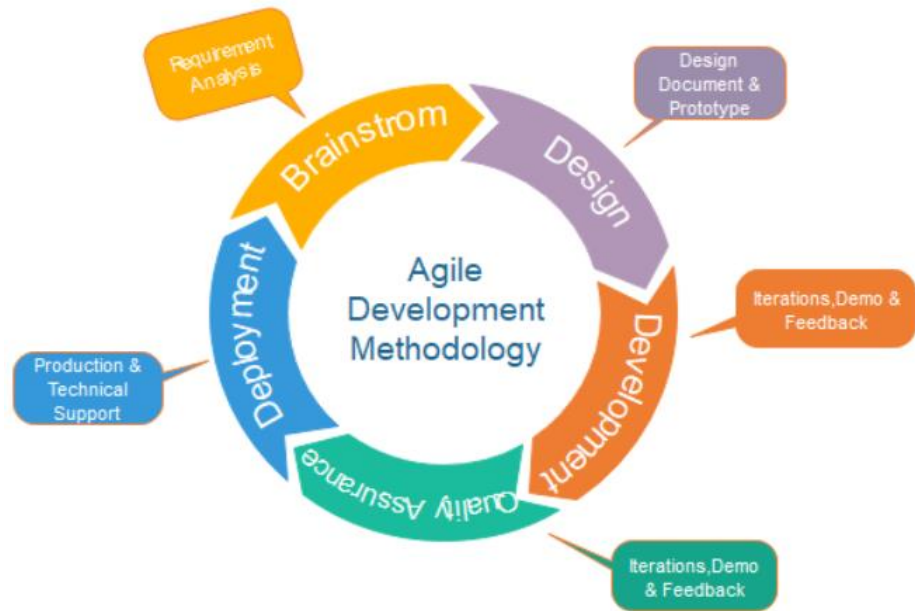 Requirement
Analysis
Brainstrom
Design
Document &
Prototype
Design
Agile
Development
Methodology
Iterations,Demo &
Feedback
Development
Deployment
Production &
Technical
Support
Quality Assurance
Iterations,Demo
& Feedback